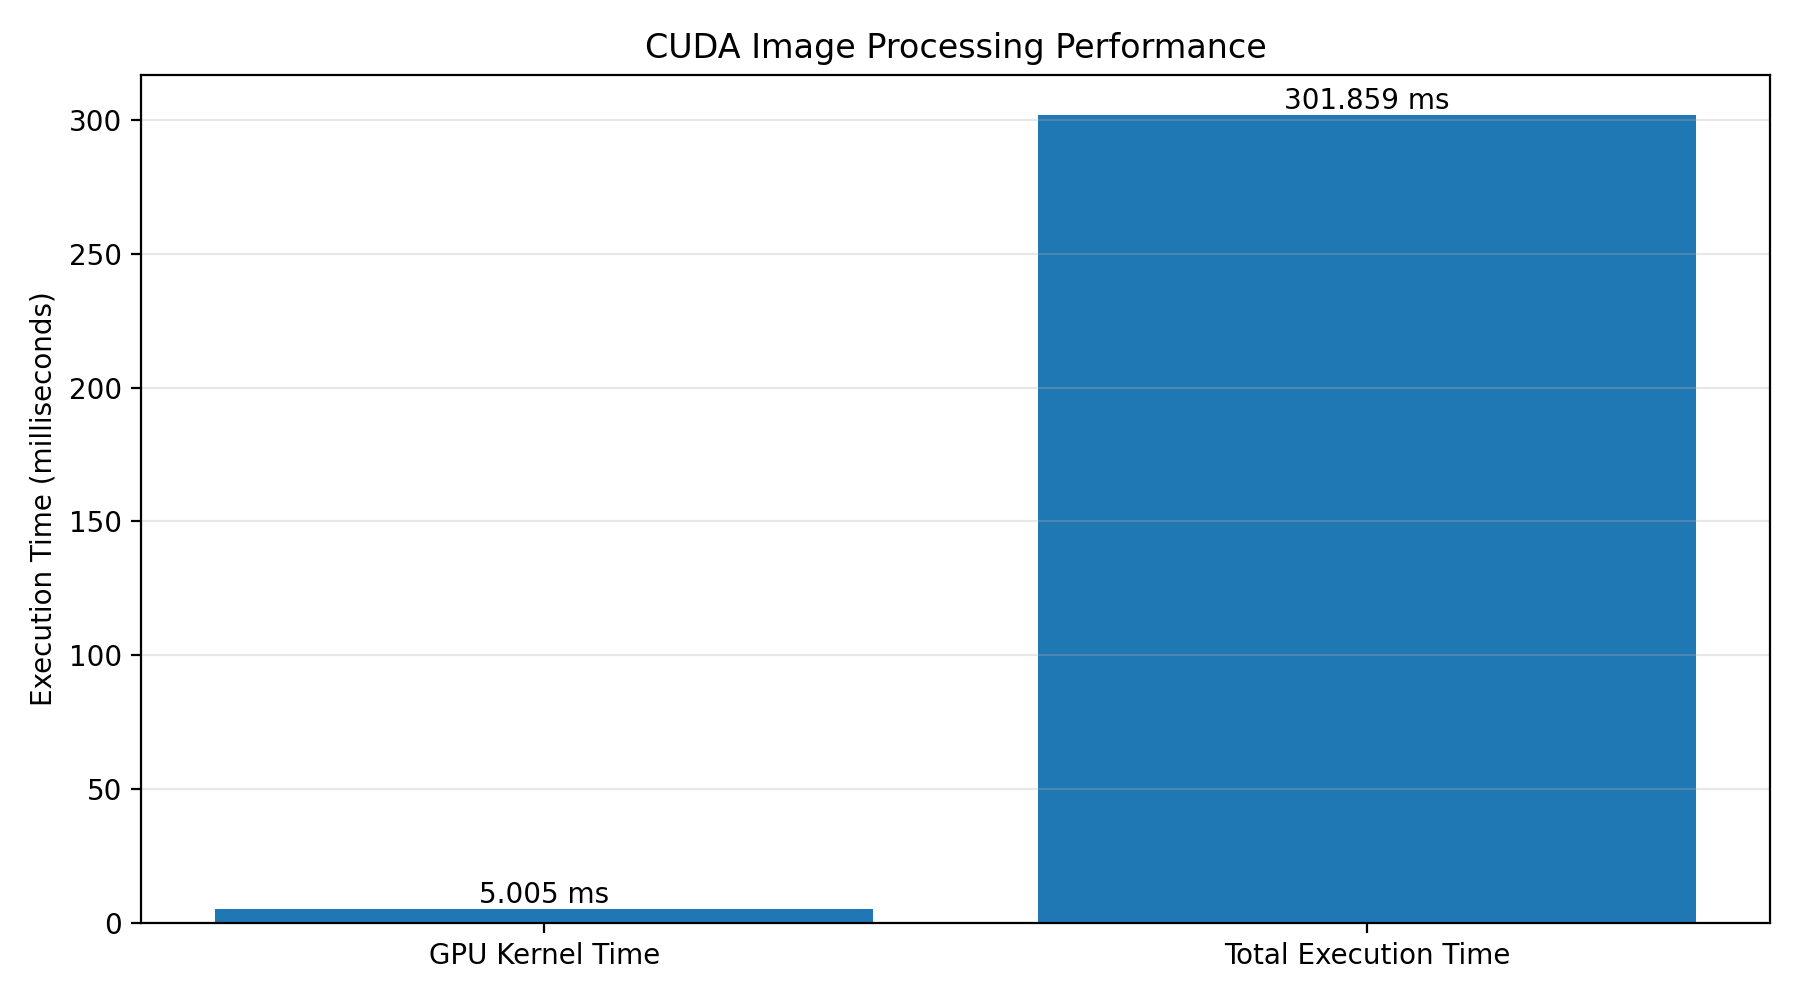 CUDA Image Processing Performance
301.859 ms
300
250
200
150
100
50
0
Execution Time (milliseconds)
5.005 ms
GPU Kernel Time
Total Execution Time